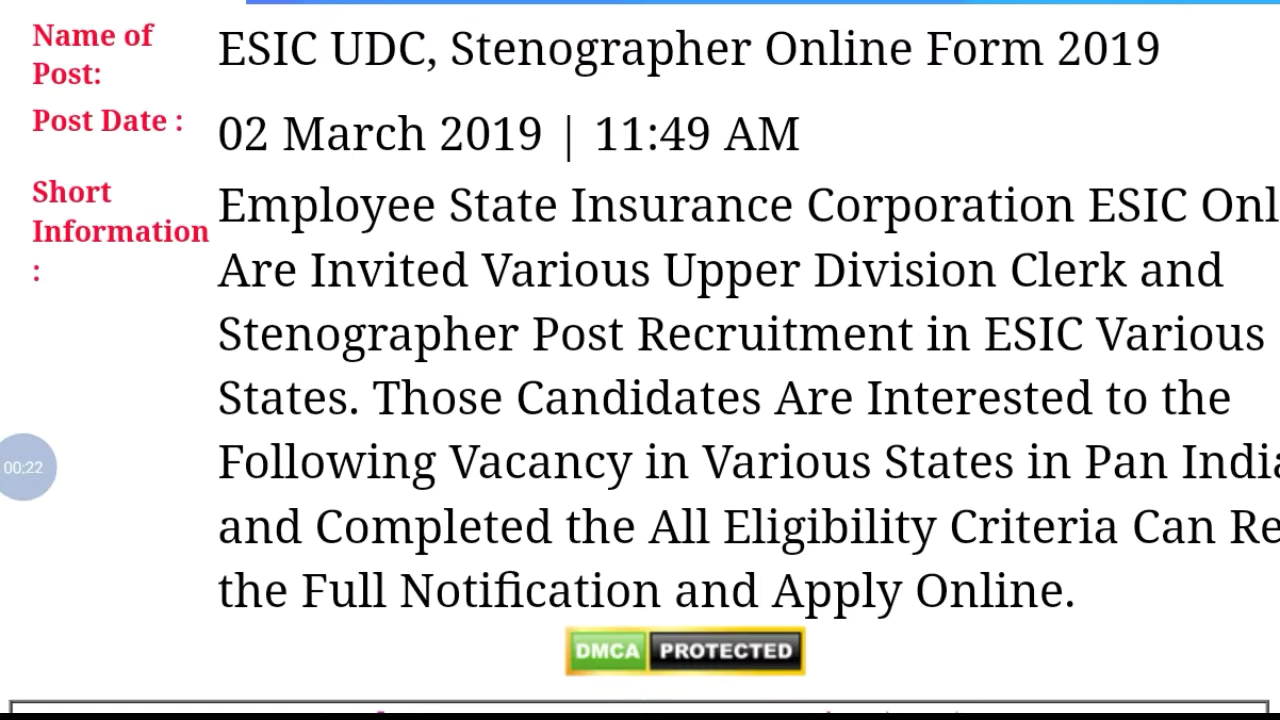 Name of
Post:
ESIC UDC, Stenographer Online Form 2019
Post Date :
02 March 2019 | 11:49 AM
Short
Information
:
Employee State Insurance Corporation ESIC Onl
Are Invited Various Upper Division Clerk and
Stenographer Post Recruitment in ESIC Various
States. Those Candidates Are Interested to the
Following Vacancy in Various States in Pan India
and Completed the All Eligibility Criteria Can Re
the Full Notification and Apply Online.
00:22
DMCA PROTECTED